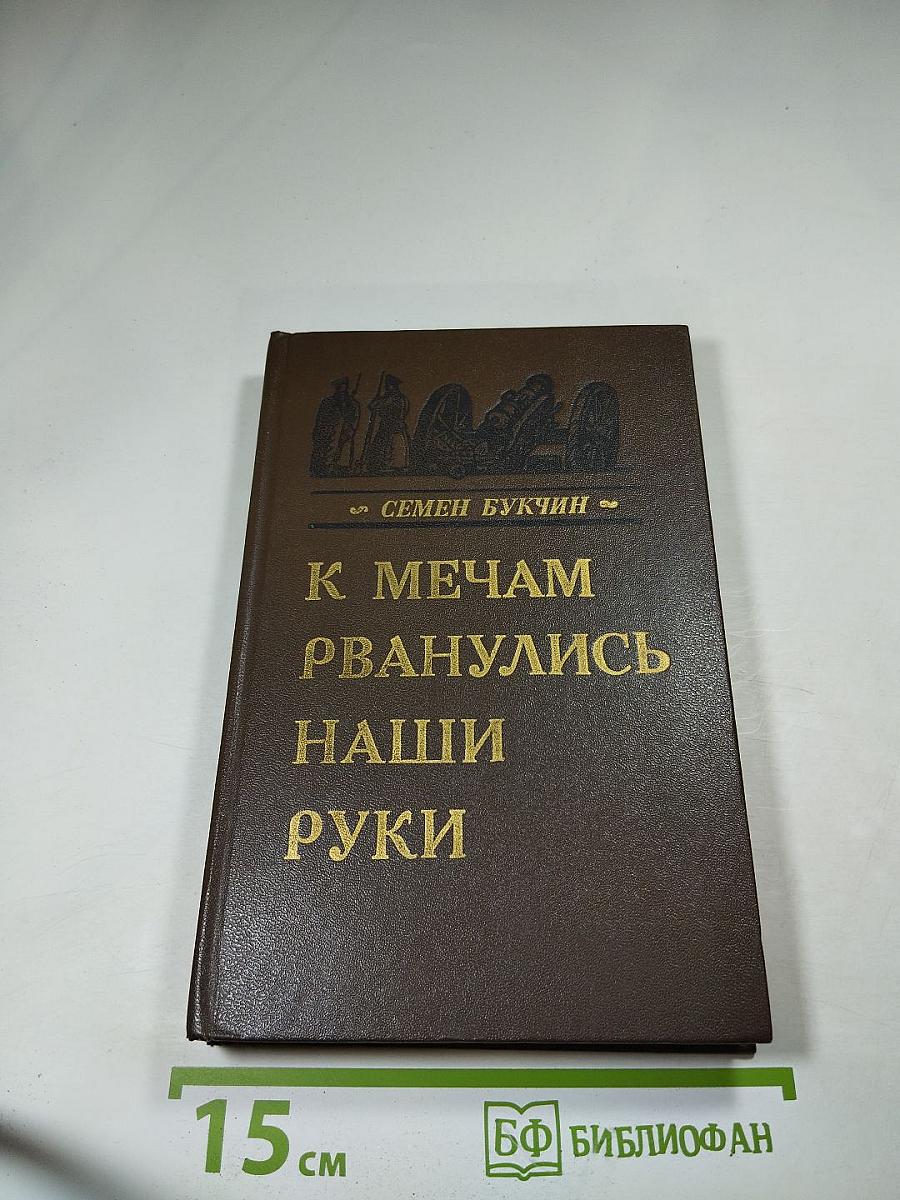 СЕМЕН БУКЧИН
К МЕЧАМ
РВАНУЛИСЬ
НАШИ
РУКИ
15 см
БФ БИБЛИОФАН